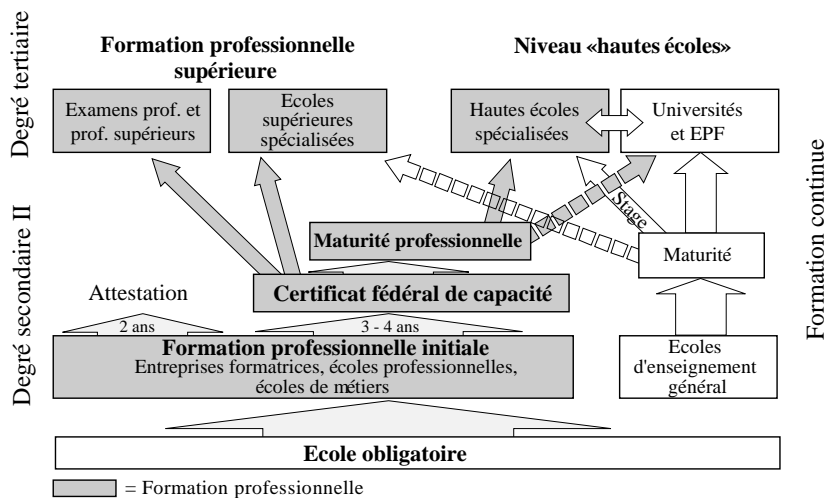 Formation professionnelle
supérieure
Niveau «hautes écoles»
Degré tertiaire
Examens prof. et
prof. supérieurs
Ecoles
supérieures
spécialisées
Hautes écoles
spécialisées
Universités
et EPF
Formation continue
Stage
Degré secondaire II
Maturité professionnelle
Maturité
Attestation
Certificat fédéral de capacité
2 ans
3 - 4 ans
Formation professionnelle initiale
Entreprises formatrices, écoles professionnelles,
écoles de métiers
Ecoles
d'enseignement
général
Ecole obligatoire
= Formation professionnelle